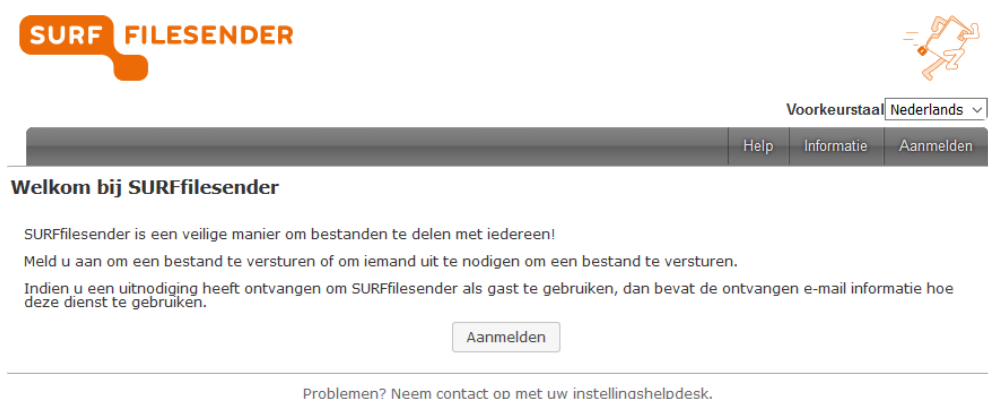 SURF FILESENDER
Voorkeurstaal Nederlands
Help Informatie Aanmelden
Welkom bij SURFfilesender
SURFfilesender is een veilige manier om bestanden te delen met iedereen!
Meld u aan om een bestand te versturen of om iemand uit te nodigen om een bestand te versturen.
Indien u een uitnodiging heeft ontvangen om SURFfilesender als gast te gebruiken, dan bevat de ontvangen e-mail informatie hoe
deze dienst te gebruiken.
Aanmelden
Problemen? Neem contact op met uw instellingshelpdesk.